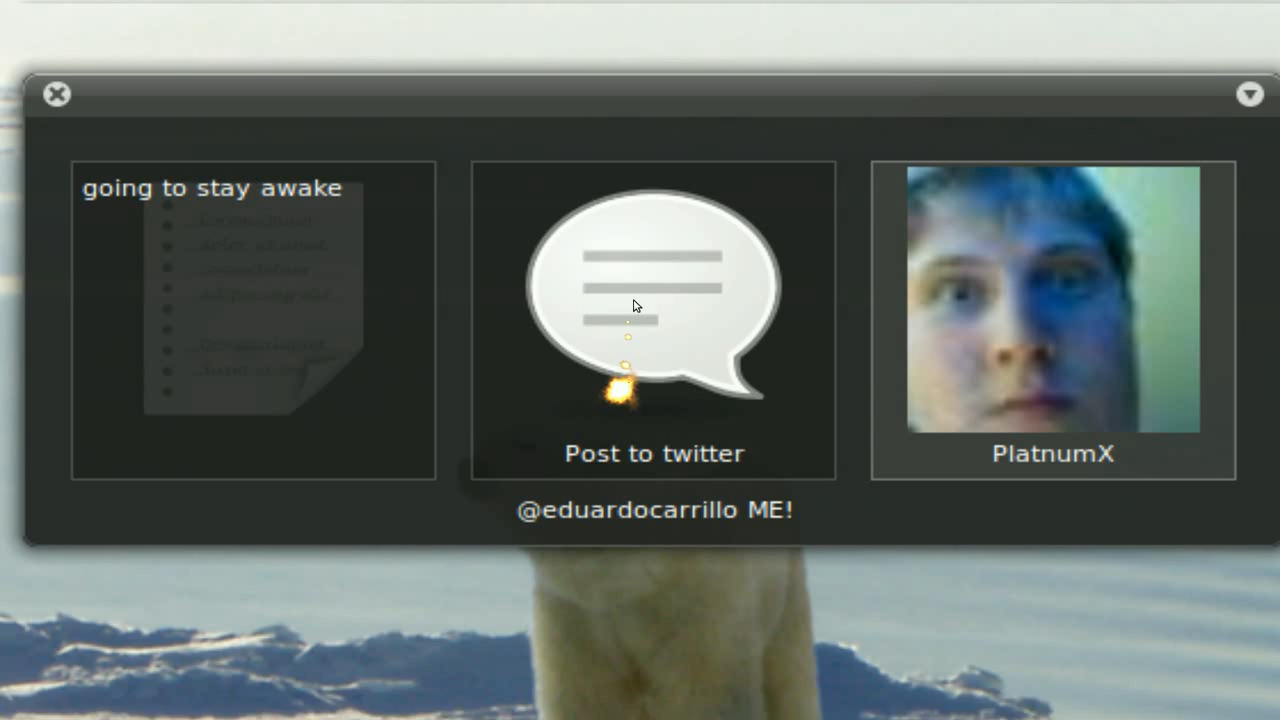 going to stay awake
Post to twitter
PlatnumX
@eduardocarrillo ME!